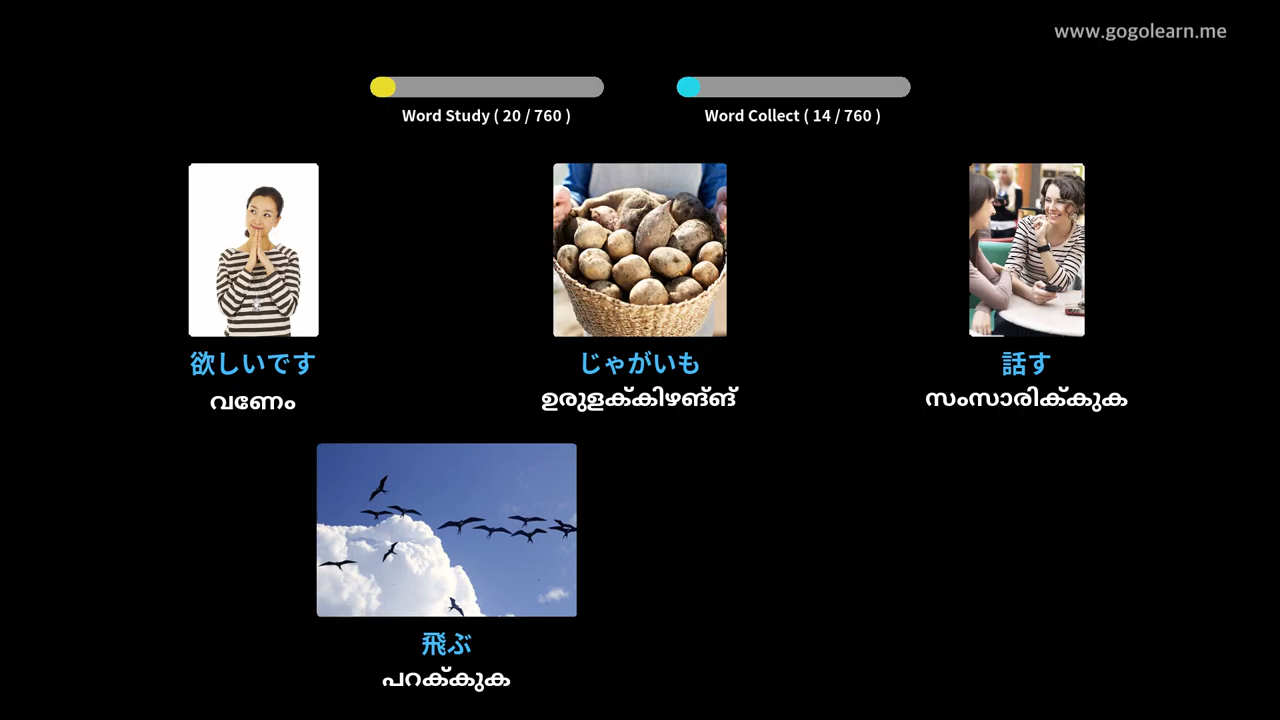 www.gogolearn.me
Word Study ( 20 / 760 )
Word Collect ( 14 / 760 )
欲しいです
വണേം
じゃがいも
ഉരുളക്കിഴങ്ങ്
話す
സംസാരിക്കുക
飛ぶ
പറക്കുക